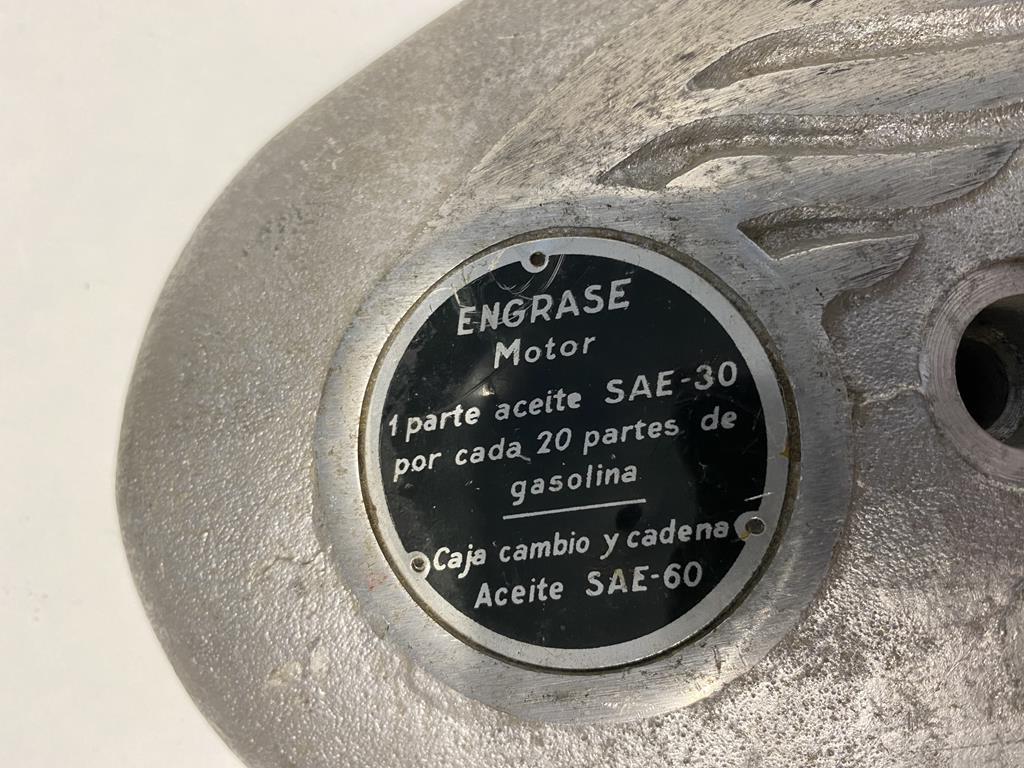 ENGRASE
Motor
1 parte aceite SAE-30
por cada 20 partes de
gasolina
Caja cambio y cadena
Aceite SAE-60